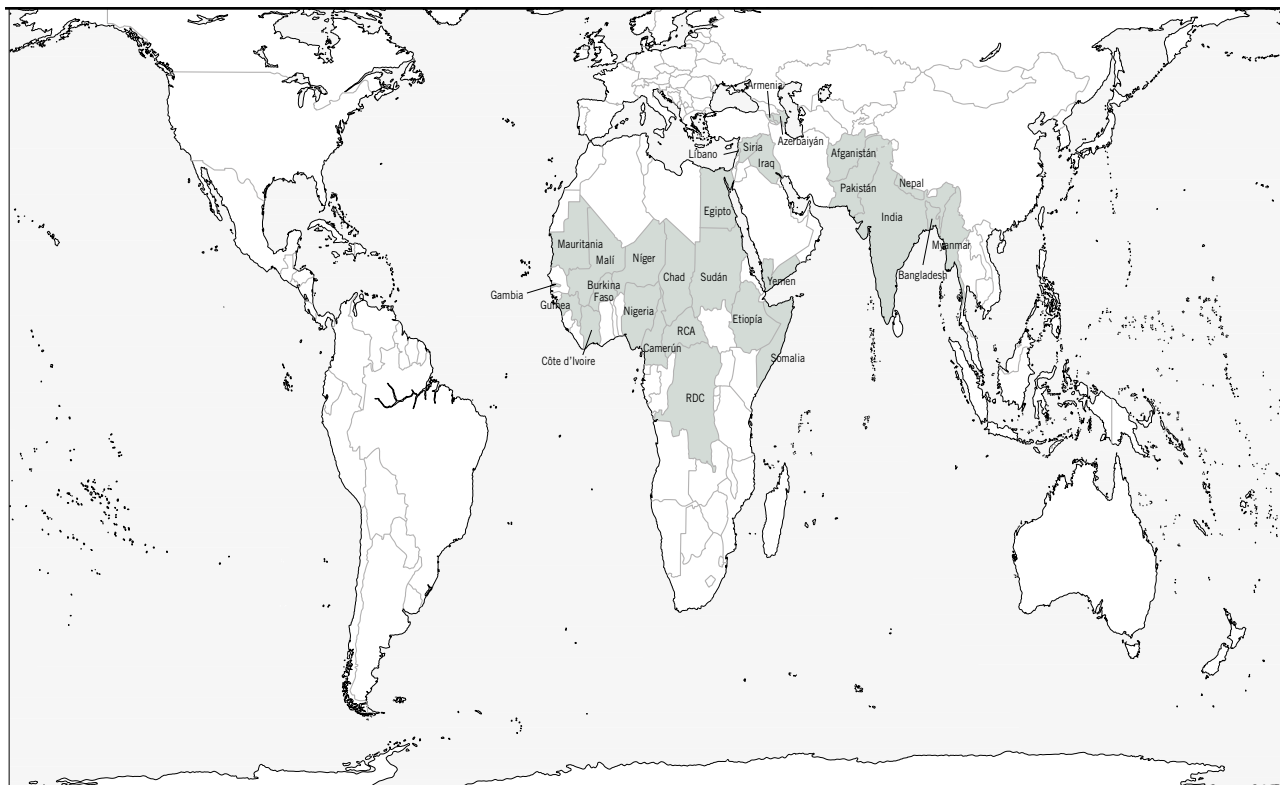 Armenia
Azerbaiyán
Siria
Líbano
Iraq
Afganistán
Pakistán
Nepal
Egipto
India
Mauritania
Malí
Níger
Myanmar
Chad
Sudán
Bangladesh
Yemen
Burkina
Faso
Gambia
Guinea
Nigeria
Etiopía
RCA
Camerún
Somalia
Côte d’Ivoire
RDC